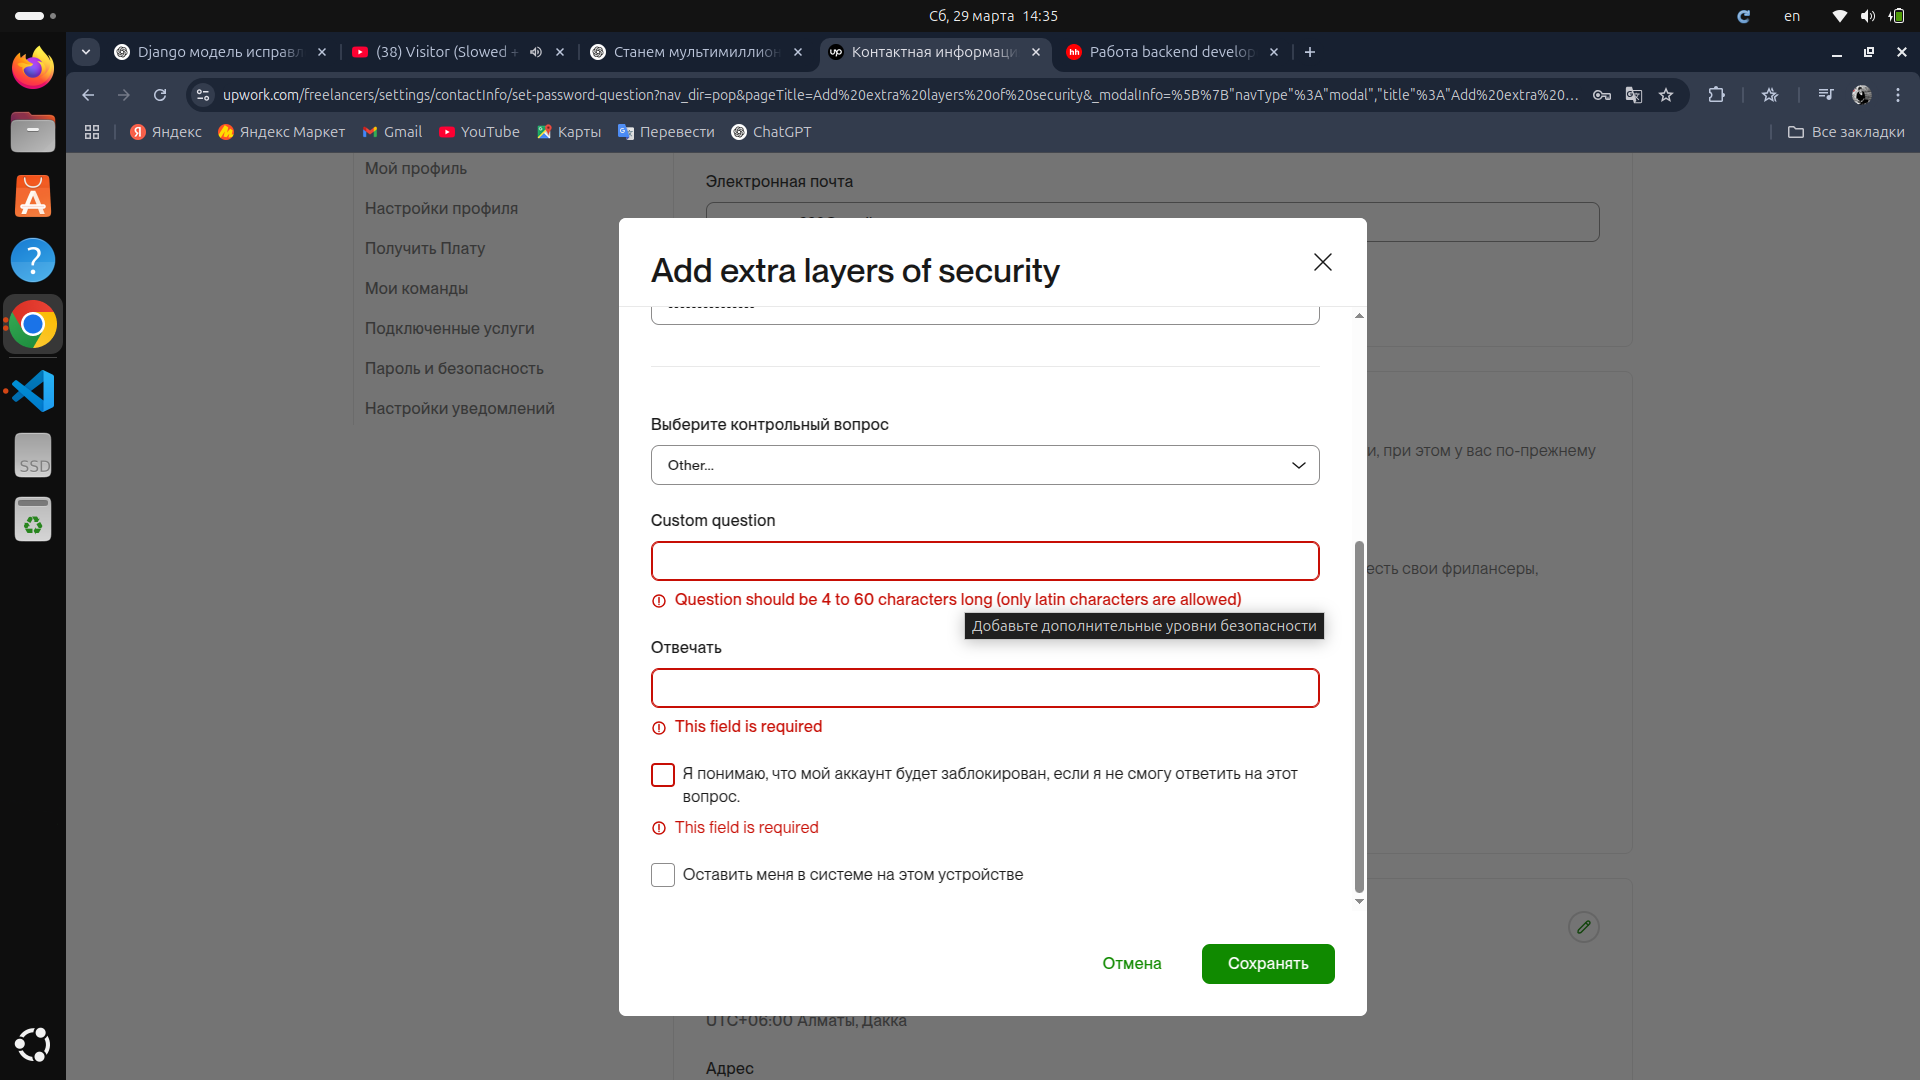 Сб, 29 марта 14:35
en
Django модель исправл
(38) Visitor (Slowed +
Станем мультимиллион
up
Контактная информаци
hh
Работа backend develop
upwork.com/freelancers/settings/contactInfo/set-password-question?nav_dir=pop&pageTitle=Add%20extra%20layers%20of%20security&_modalInfo=%5B%7B"navType"%3A"modal","title"%3A"Add%20extra%20...
Яндекс
Яндекс Маркет
Gmail
YouTube
Карты
Перевести
ChatGPT
Все закладки
Мой профиль
Настройки профиля
Получить Плату
Мои команды
Подключенные услуги
Пароль и безопасность
Настройки уведомлений
SSD
Электронная почта
Add extra layers of security
Выберите контрольный вопрос
Other...
и, при этом у вас по-прежнему
Custom question
есть свои фрилансеры,
Question should be 4 to 60 characters long (only latin characters are allowed)
Добавьте дополнительные уровни безопасности
Отвечать
This field is required
Я понимаю, что мой аккаунт будет заблокирован, если я не смогу ответить на этот
вопрос.
This field is required
Оставить меня в системе на этом устройстве
Отмена
Сохранять
UTC+06:00 Алматы, Дакка
Адрес